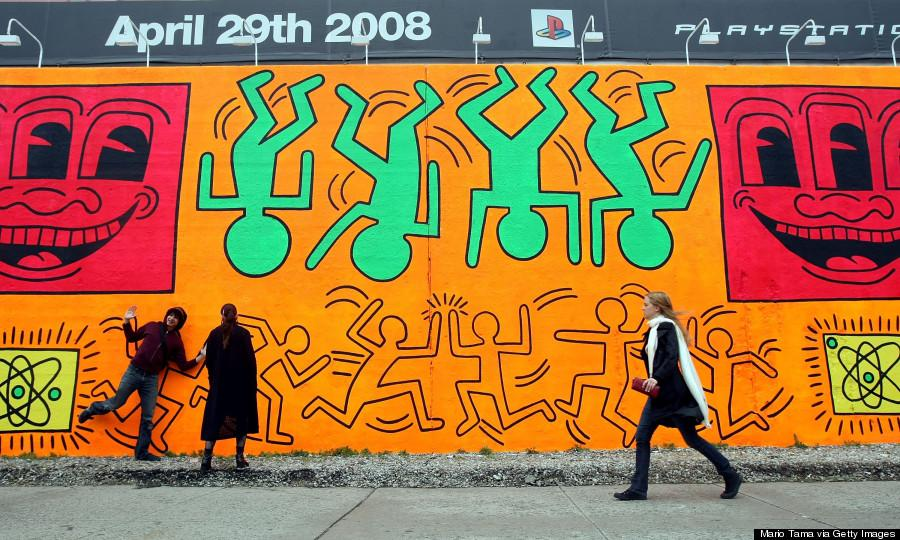 April 29th 2008
PLAYSTATIO
Mario Tama via Getty Images